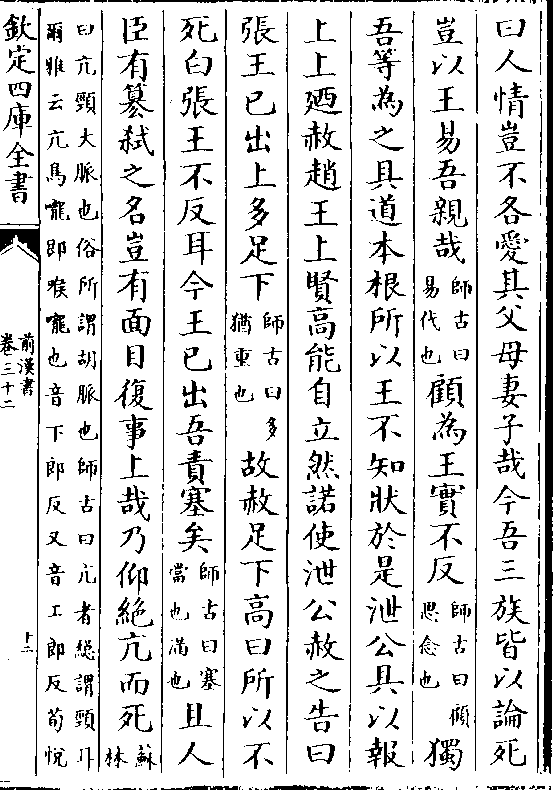 曰人情豈不各愛其父母妻子哉今吾三族皆以論死
豈以王易吾親哉師古曰易代也顧為王實不反師古曰顧思念也獨
吾等為之具道本根所以王不知狀於是泄公具以報
上上廼赦趙王上賢高能自立然諾使泄公赦之告曰
張王已出上多足下師古曰多猶重也故赦足下高曰所以不
死白張王不反耳今王已出吾責塞矣師古曰塞當也滿也且人
臣有簒弑之名豈有面目復事上哉乃仰絶亢而死蘇林
曰亢頸大脈也俗所謂胡脈也師古曰亢者緫謂頸耳
爾雅云亢鳥嚨即喉嚨也音下郎反又音工郎反荀悅
欽定四庫全書
前漢書
卷三十二
十二